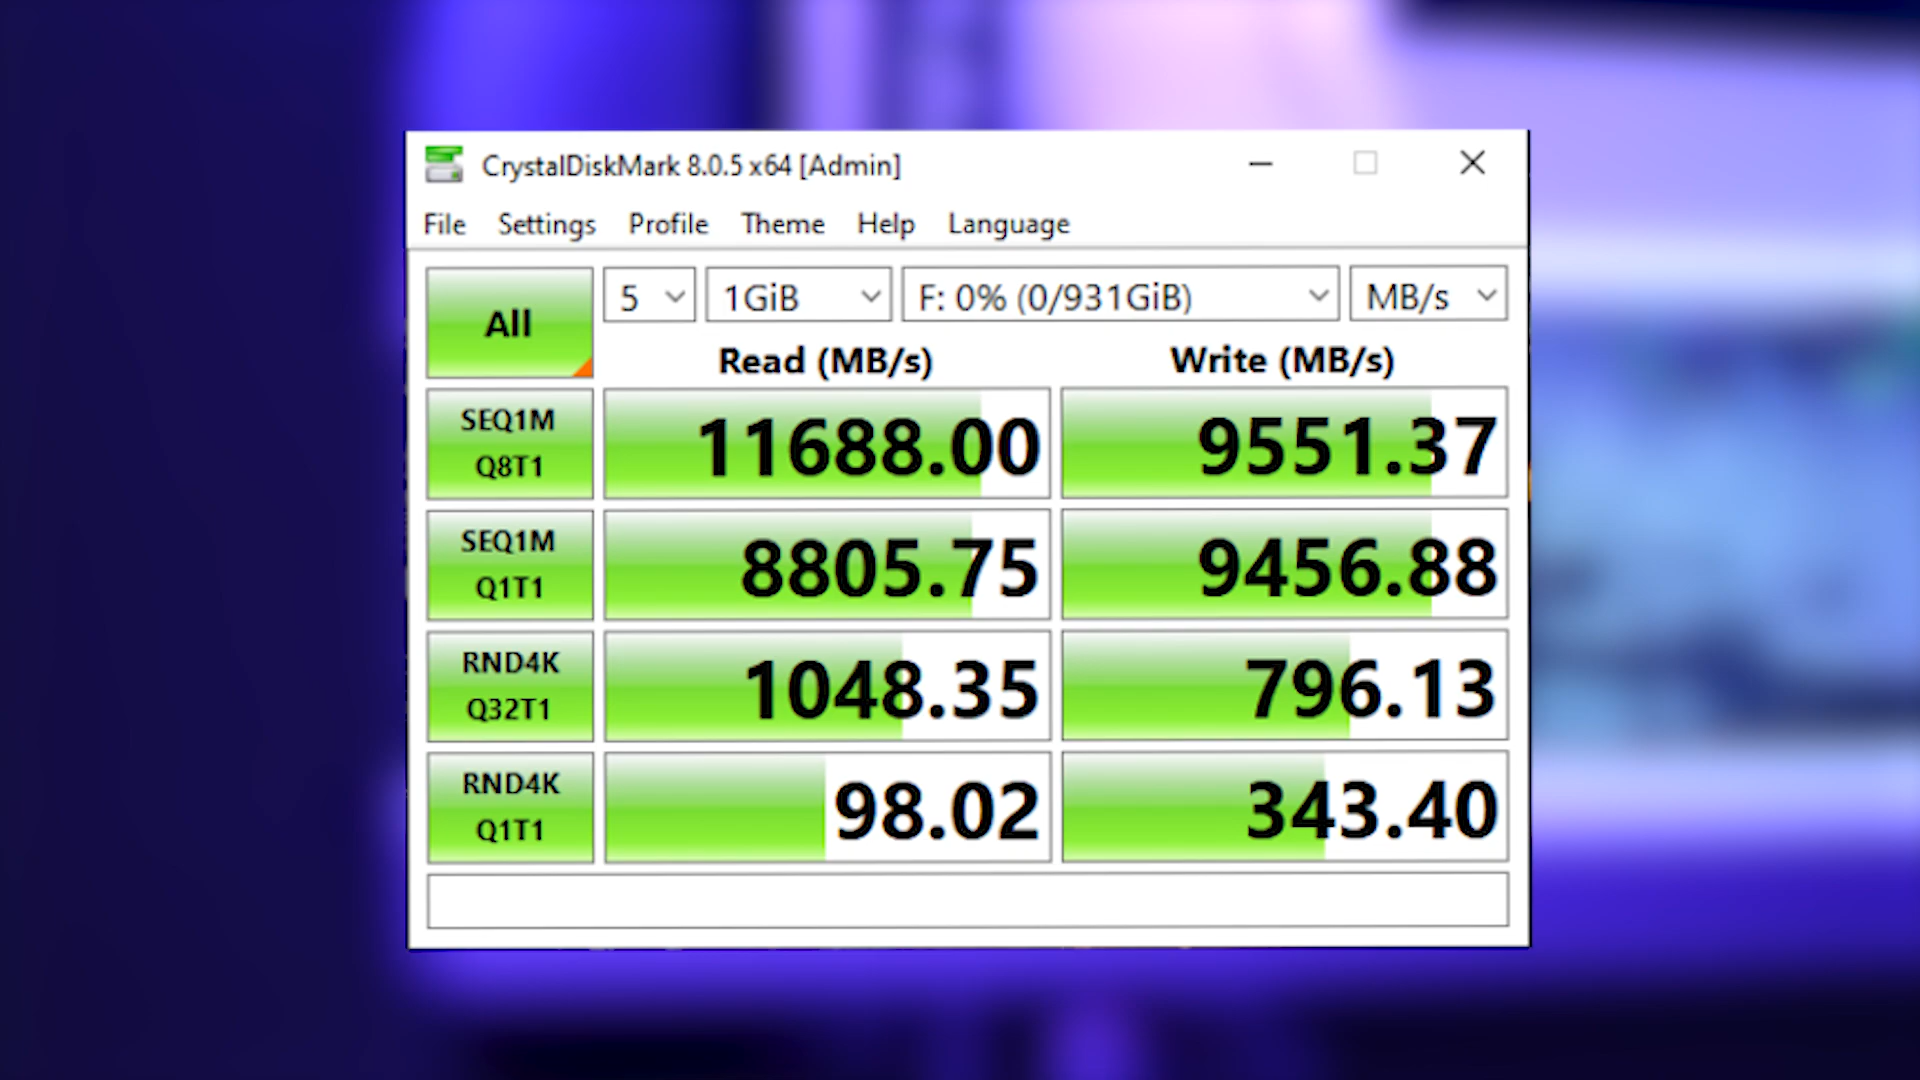 CrystalDiskMark 8.0.5 x64 [Admin]
File Settings Profile Theme Help Language
All 5 1GiB F: 0% (0/931GiB) MB/s
Read (MB/s) Write (MB/s)
SEQ1M
Q8T1
11688.00 9551.37
SEQ1M
Q1T1
8805.75 9456.88
RND4K
Q32T1
1048.35 796.13
RND4K
Q1T1
98.02 343.40